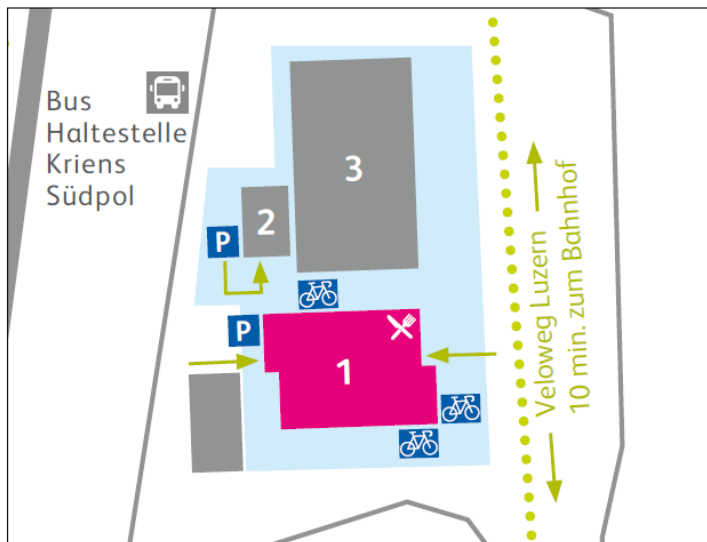 Bus
Haltestelle
Kriens
Südpol
3
2
P
P
1
Veloweg Luzern
10 min. zum Bahnhof